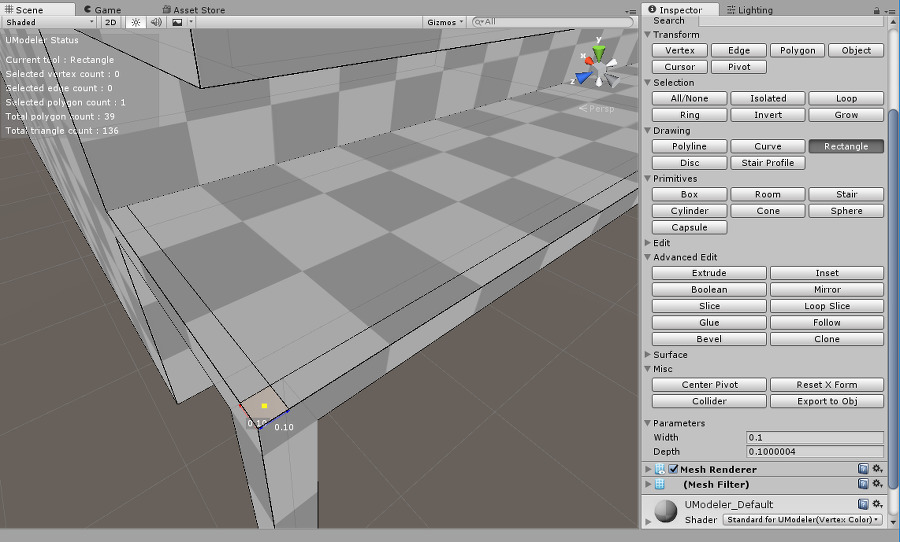 Scene
Game
Asset Store
Inspector
Lighting
Shaded
2D
Gizmos
All
Search
UModeler Status
Current tool : Rectangle
Selected vertex count : 0
Selected edge count : 0
Selected polygon count : 1
Total polygon count : 39
Total triangle count : 136
y
x
z
Persp
0.10
0.10
Transform
Vertex
Edge
Polygon
Object
Cursor
Pivot
Selection
All/None
Isolated
Loop
Ring
Invert
Grow
Drawing
Polyline
Curve
Rectangle
Disc
Stair Profile
Primitives
Box
Room
Stair
Cylinder
Cone
Sphere
Capsule
Edit
Advanced Edit
Extrude
Inset
Boolean
Mirror
Slice
Loop Slice
Glue
Follow
Bevel
Clone
Surface
Misc
Center Pivot
Reset X Form
Collider
Export to Obj
Parameters
Width
0.1
Depth
0.1000004
Mesh Renderer
(Mesh Filter)
UModeler_Default
Shader
Standard for UModeler(Vertex Color)